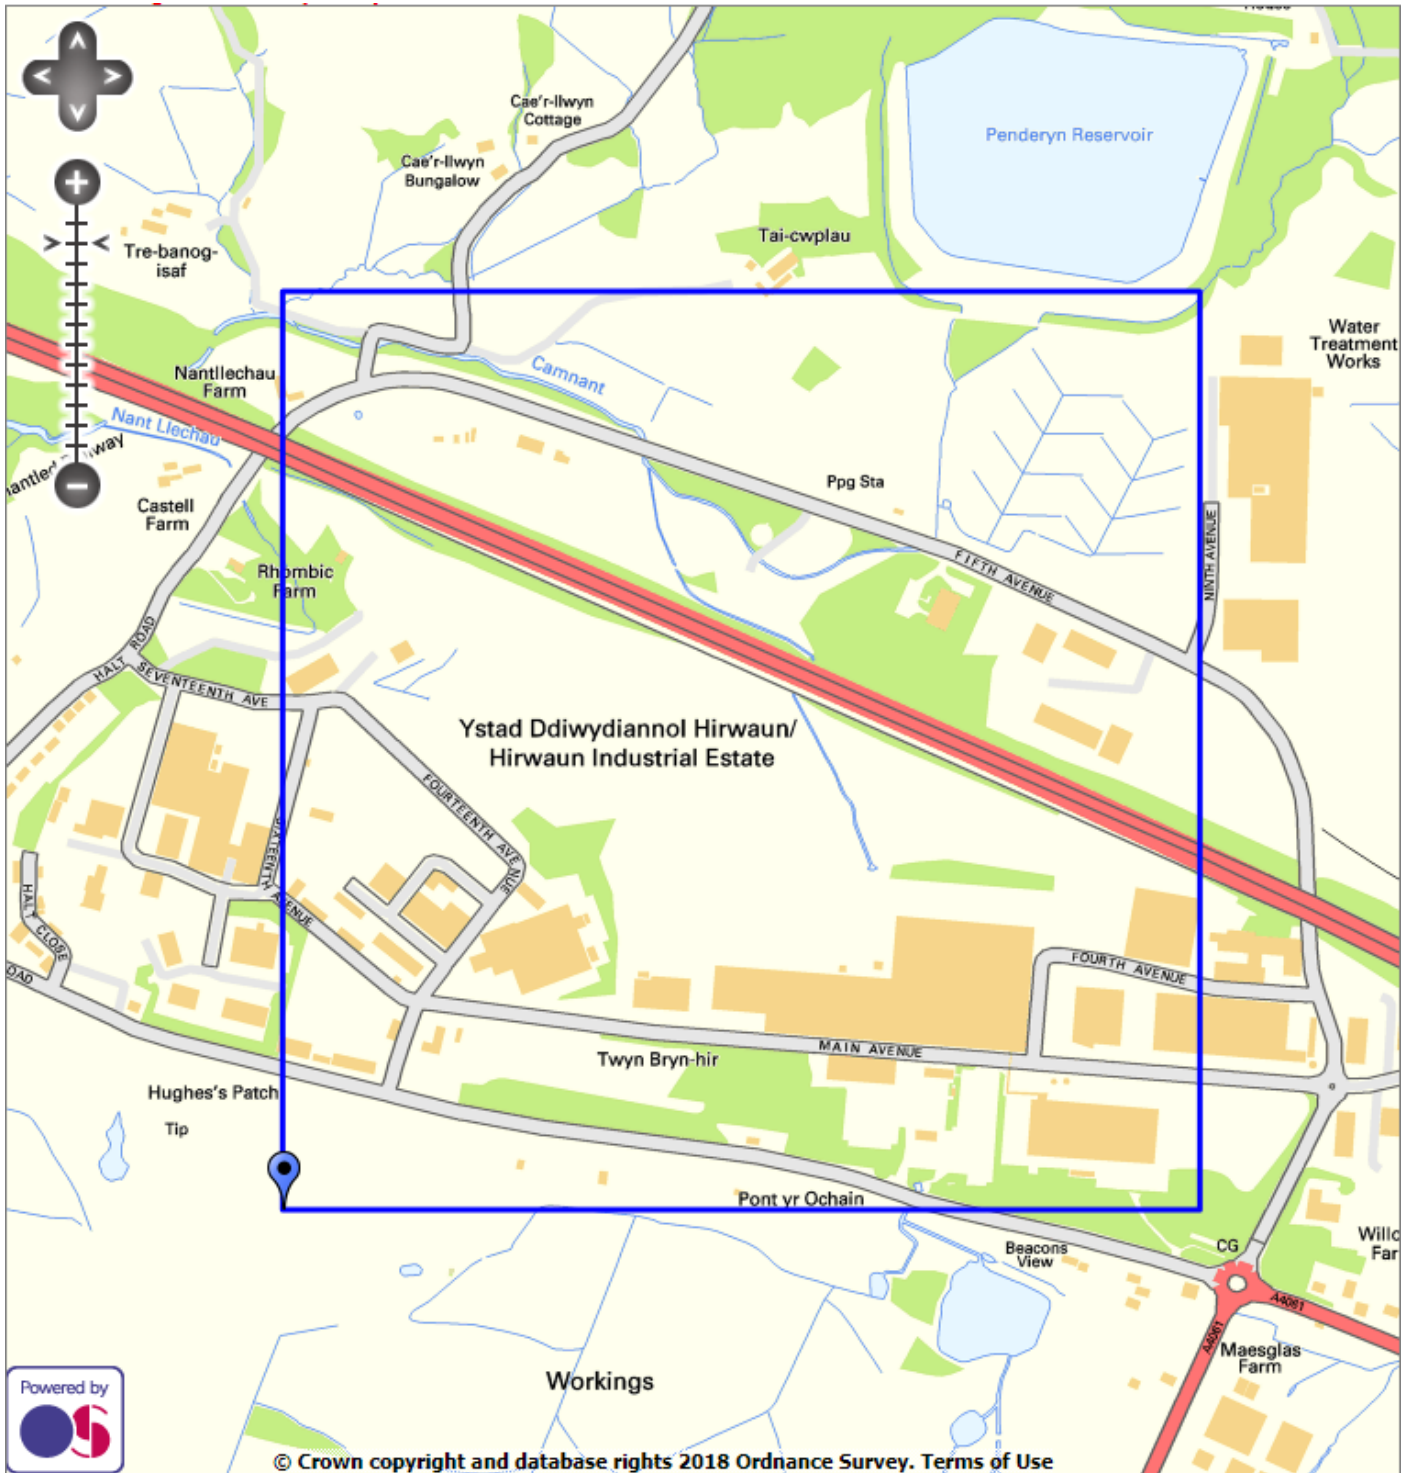 Cae'r-llwyn
Cottage
Penderyn Reservoir
Cae'r-llwyn
Bungalow
Tai-cwplau
Tre-banog-
isaf
Water
Treatment
Works
Camnant
Nantllechau
Farm
Nant Llechau
Ppg Sta
Castell
Farm
NINTH AVENUE
FIFTH AVENUE
Rhombic
Farm
HALT ROAD
SEVENTEENTH AVE
Ystad Ddiwydiannol Hirwaun/
Hirwaun Industrial Estate
FOURTEENTH AVENUE
SIXTEENTH AVENUE
HALT CLOSE
FOURTH AVENUE
MAIN AVENUE
Twyn Bryn-hir
Hughes's Patch
Tip
Pont yr Ochain
Beacons
View
CG
A4061
A4061
Maesglas
Farm
Workings
Powered by
OS
© Crown copyright and database rights 2018 Ordnance Survey. Terms of Use